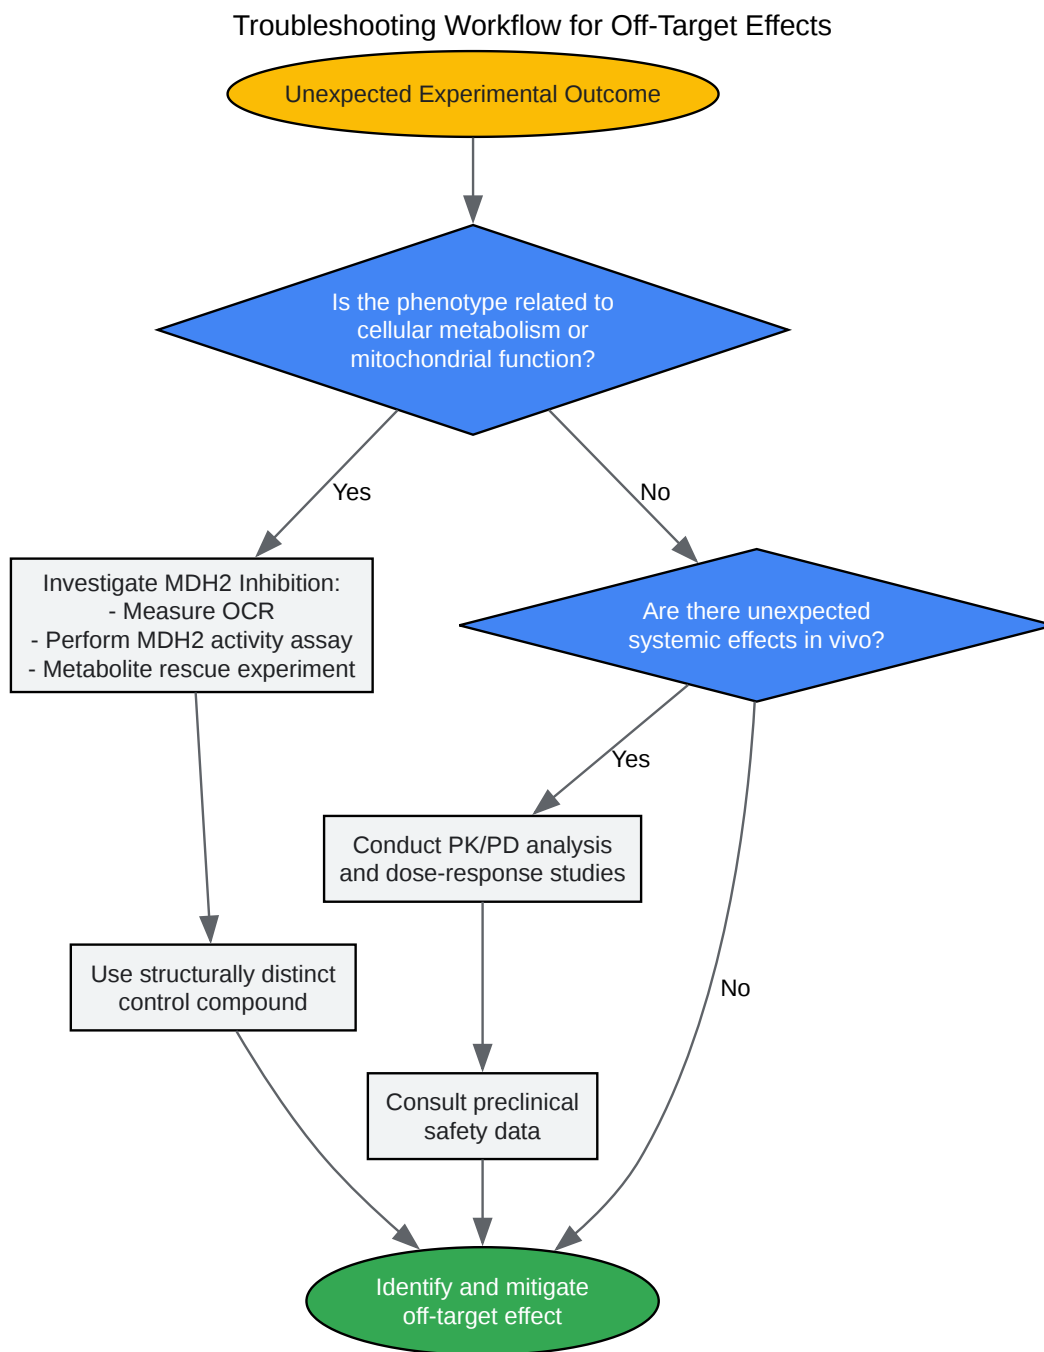 Troubleshooting Workflow for Off-Target Effects
Unexpected Experimental Outcome
Is the phenotype related to
cellular metabolism or
mitochondrial function?
Yes
No
Investigate MDH2 Inhibition:
- Measure OCR
- Perform MDH2 activity assay
- Metabolite rescue experiment
Are there unexpected
systemic effects in vivo?
Yes
Conduct PK/PD analysis
and dose-response studies
Use structurally distinct
control compound
No
Consult preclinical
safety data
Identify and mitigate
off-target effect